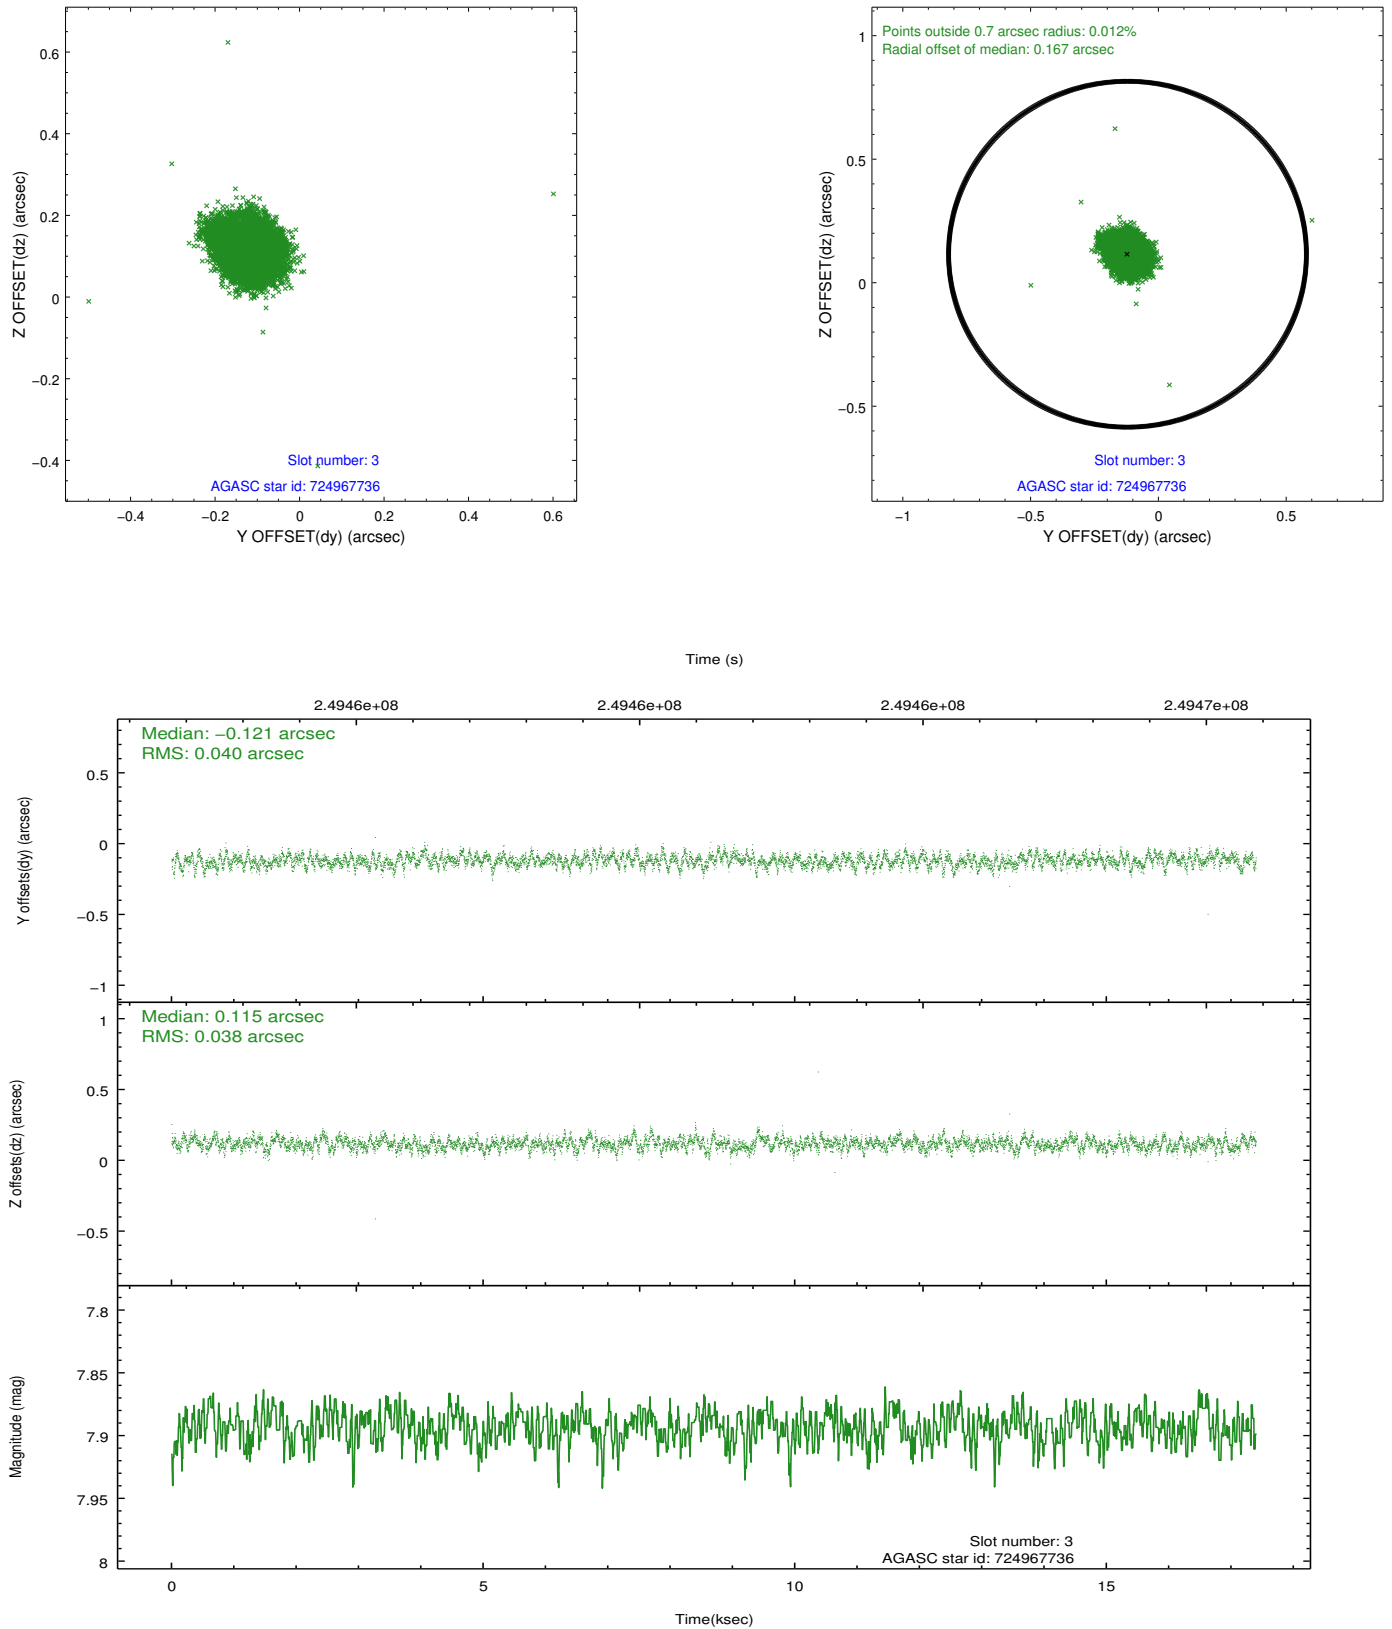 0.6
0.4
0.2
0
−0.2
−0.4
Z OFFSET(dz) (arcsec)
Slot number: 3
AGASC star id: 724967736
−0.4 −0.2 0 0.2 0.4 0.6
Y OFFSET(dy) (arcsec)
Points outside 0.7 arcsec radius: 0.012%
Radial offset of median: 0.167 arcsec
1
0.5
0
−0.5
Z OFFSET(dz) (arcsec)
Slot number: 3
AGASC star id: 724967736
−1 −0.5 0 0.5
Y OFFSET(dy) (arcsec)
Time (s)
2.4946e+08 2.4946e+08 2.4946e+08 2.4947e+08
Median: −0.121 arcsec
RMS: 0.040 arcsec
0.5
0
−0.5
−1
Y offsets(dy) (arcsec)
Median: 0.115 arcsec
RMS: 0.038 arcsec
1
0.5
0
−0.5
Z offsets(dz) (arcsec)
7.8
7.85
7.9
7.95
8
Magnitude (mag)
Slot number: 3
AGASC star id: 724967736
0 5 10 15
Time(ksec)